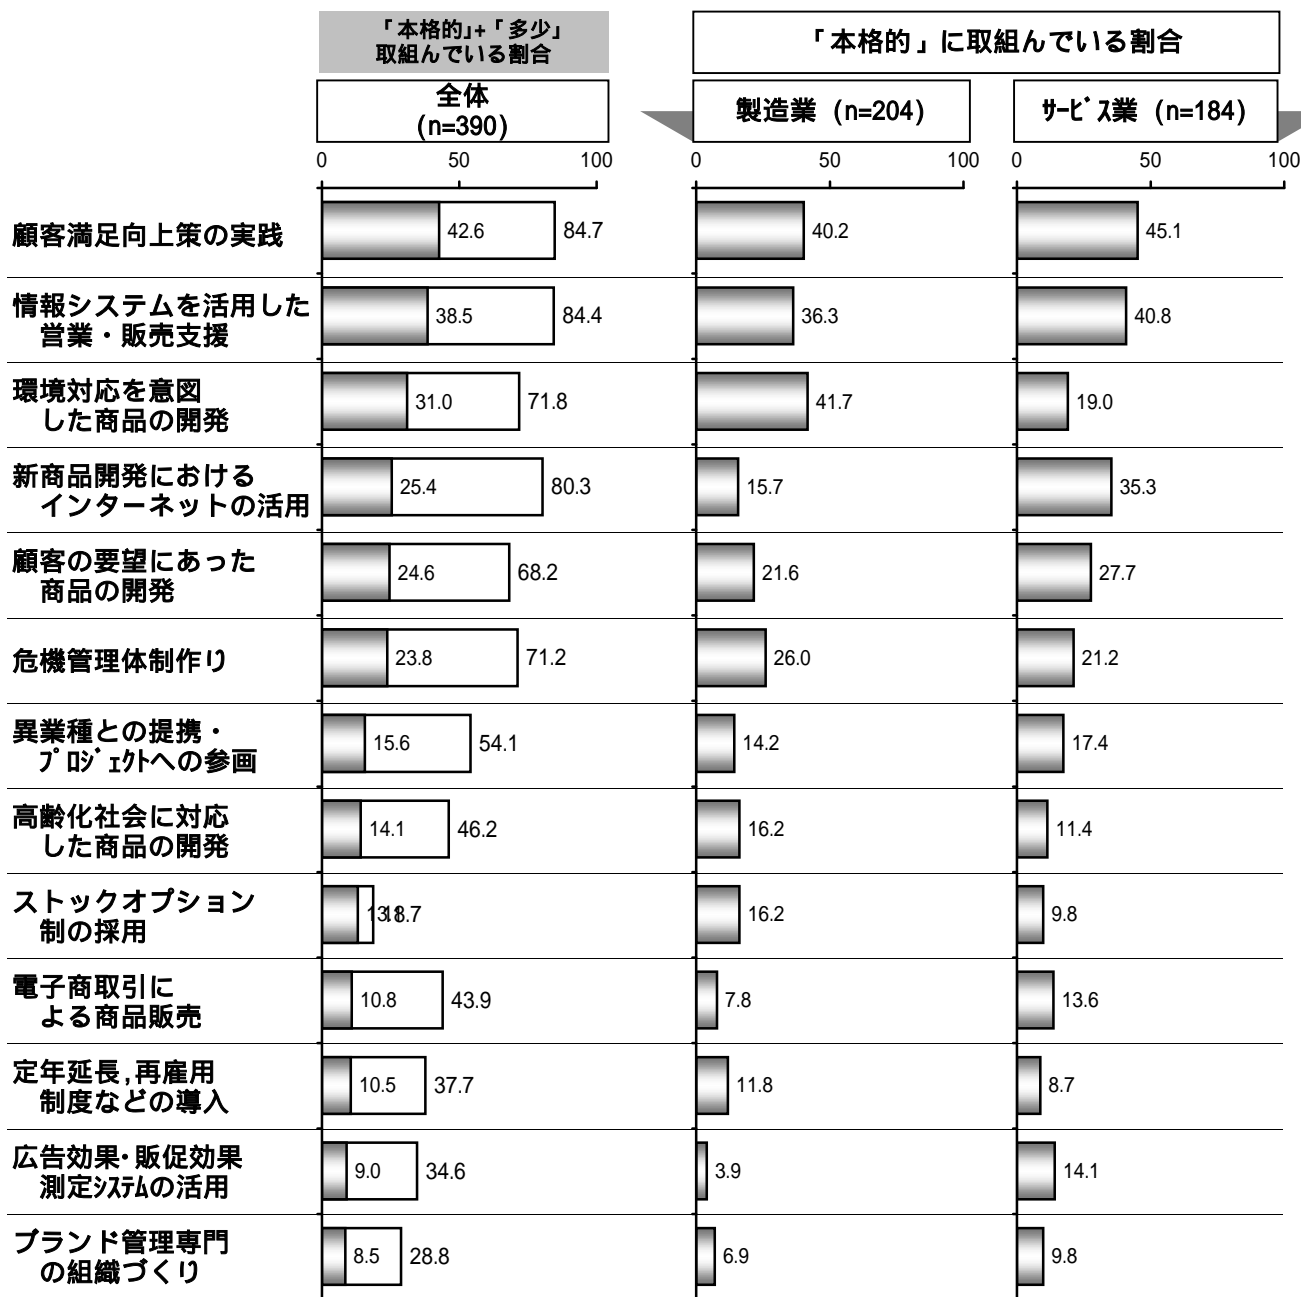 「本格的」+「多少」
取組んでいる割合
「本格的」に取組んでいる割合
全体
(n=390)
製造業 (n=204)
ｻｰﾋﾞｽ業 (n=184)
0 50 100
0 50 100
0 50 100
顧客満足向上策の実践
42.6 84.7 40.2 45.1
情報システムを活用した
営業・販売支援
38.5 84.4 36.3 40.8
環境対応を意図
した商品の開発
31.0 71.8 41.7 19.0
新商品開発における
インターネットの活用
25.4 80.3 15.7 35.3
顧客の要望にあった
商品の開発
24.6 68.2 21.6 27.7
危機管理体制作り
23.8 71.2 26.0 21.2
異業種との提携・
ﾌﾟﾛｼﾞｪｸﾄへの参画
15.6 54.1 14.2 17.4
高齢化社会に対応
した商品の開発
14.1 46.2 16.2 11.4
ストックオプション
制の採用
18.7 16.2 9.8
電子商取引に
よる商品販売
10.8 43.9 7.8 13.6
定年延長,再雇用
制度などの導入
10.5 37.7 11.8 8.7
広告効果・販促効果
測定ｼｽﾃﾑの活用
9.0 34.6 3.9 14.1
ブランド管理専門
の組織づくり
8.5 28.8 6.9 9.8